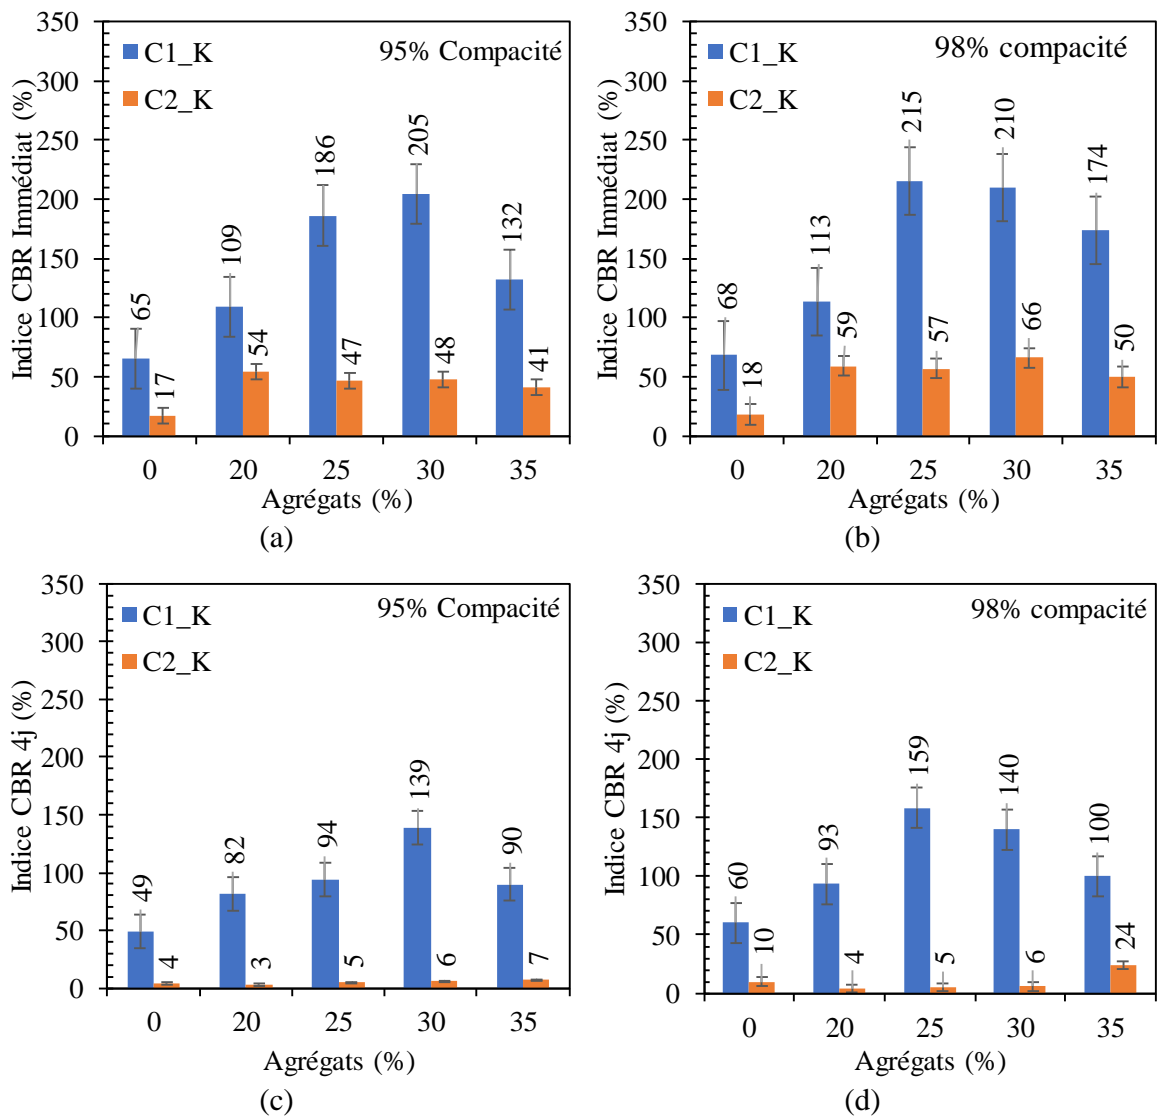 350
300
250
200
150
100
50
0
Indice CBR Immédiat (%)
C1_K
C2_K
95% Compacité
65
17
109
54
186
47
205
48
132
41
0 20 25 30 35
Agrégats (%)
(a)
350
300
250
200
150
100
50
0
Indice CBR Immédiat (%)
C1_K
C2_K
98% compacité
68
18
113
59
215
57
210
66
174
50
0 20 25 30 35
Agrégats (%)
(b)
350
300
250
200
150
100
50
0
Indice CBR 4j (%)
C1_K
C2_K
95% Compacité
49
4
82
3
94
5
139
6
90
7
0 20 25 30 35
Agrégats (%)
(c)
350
300
250
200
150
100
50
0
Indice CBR 4j (%)
C1_K
C2_K
98% compacité
60
10
93
4
159
5
140
6
100
24
0 20 25 30 35
Agrégats (%)
(d)